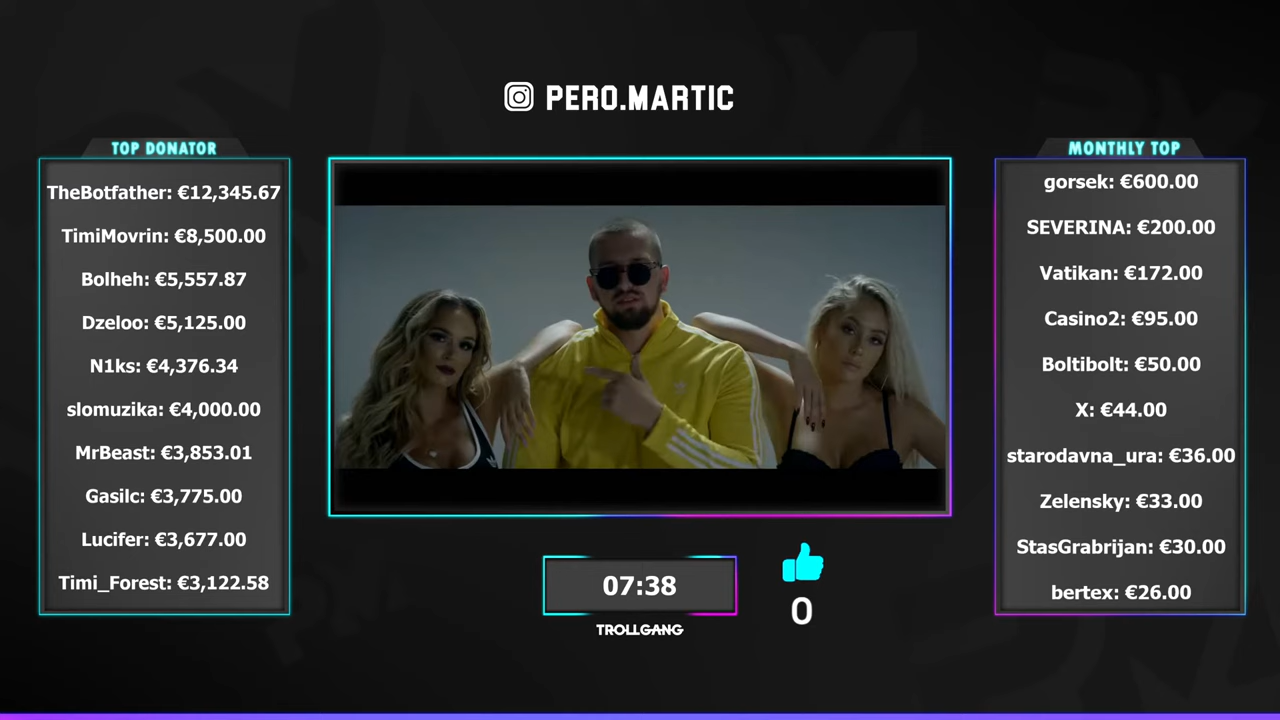 PERO.MARTIC
TOP DONATOR
TheBotfather: €12,345.67
TimiMovrin: €8,500.00
Bolheh: €5,557.87
Dzeloo: €5,125.00
N1ks: €4,376.34
slomuzika: €4,000.00
MrBeast: €3,853.01
Gasilc: €3,775.00
Lucifer: €3,677.00
Timi_Forest: €3,122.58
MONTHLY TOP
gorsek: €600.00
SEVERINA: €200.00
Vatikan: €172.00
Casino2: €95.00
Boltibolt: €50.00
X: €44.00
starodavna_ura: €36.00
Zelensky: €33.00
StasGrabrijan: €30.00
bertex: €26.00
07:38
TROLLGANG
0